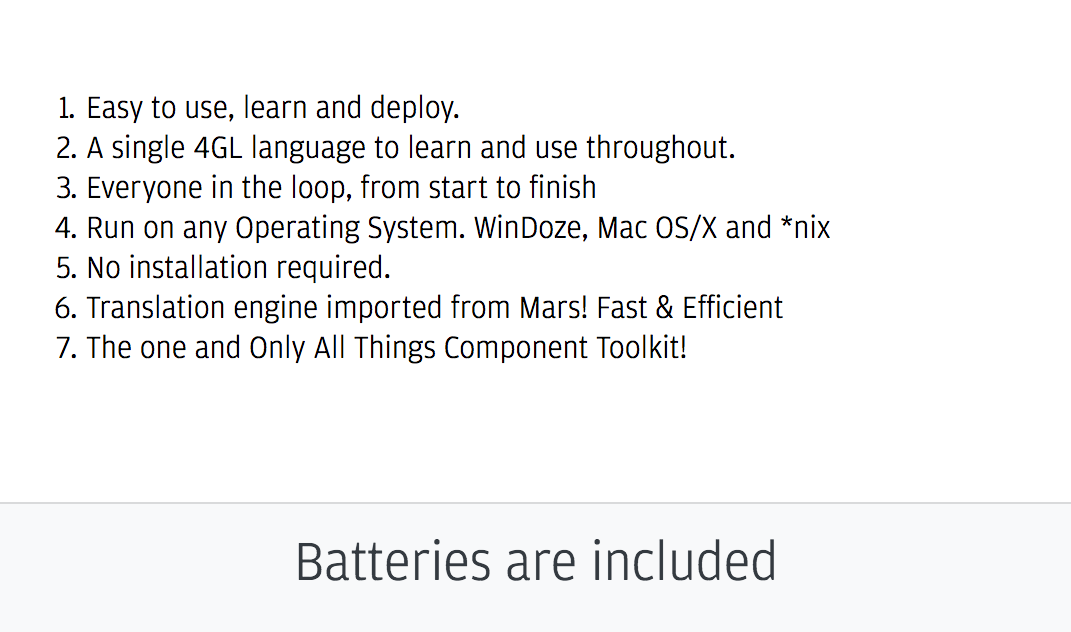 1. Easy to use, learn and deploy.
2. A single 4GL language to learn and use throughout.
3. Everyone in the loop, from start to finish
4. Run on any Operating System. WinDoze, Mac OS/X and *nix
5. No installation required.
6. Translation engine imported from Mars! Fast & Efficient
7. The one and Only All Things Component Toolkit!
Batteries are included